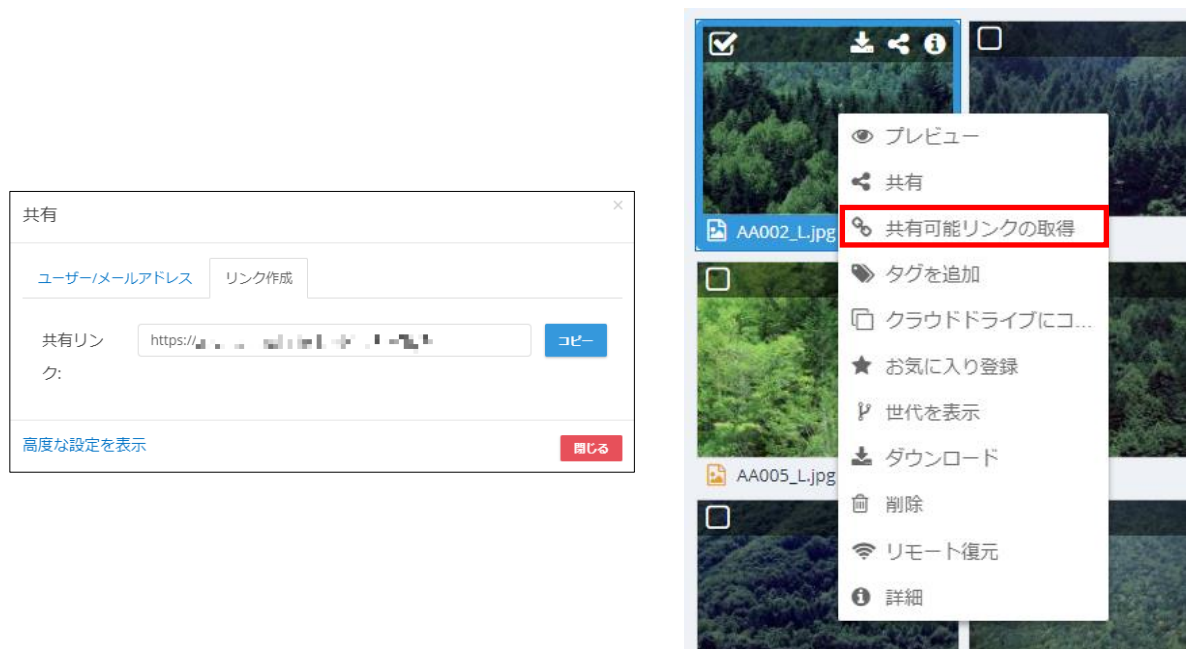 共有
×
ユーザー/メールアドレス
リンク作成
共有リン
ク:
https://
コピー
高度な設定を表示
閉じる
AA002_L.jpg
AA005_L.jpg
プレビュー
共有
共有可能リンクの取得
タグを追加
クラウドドライブにコ...
お気に入り登録
世代を表示
ダウンロード
削除
リモート復元
詳細